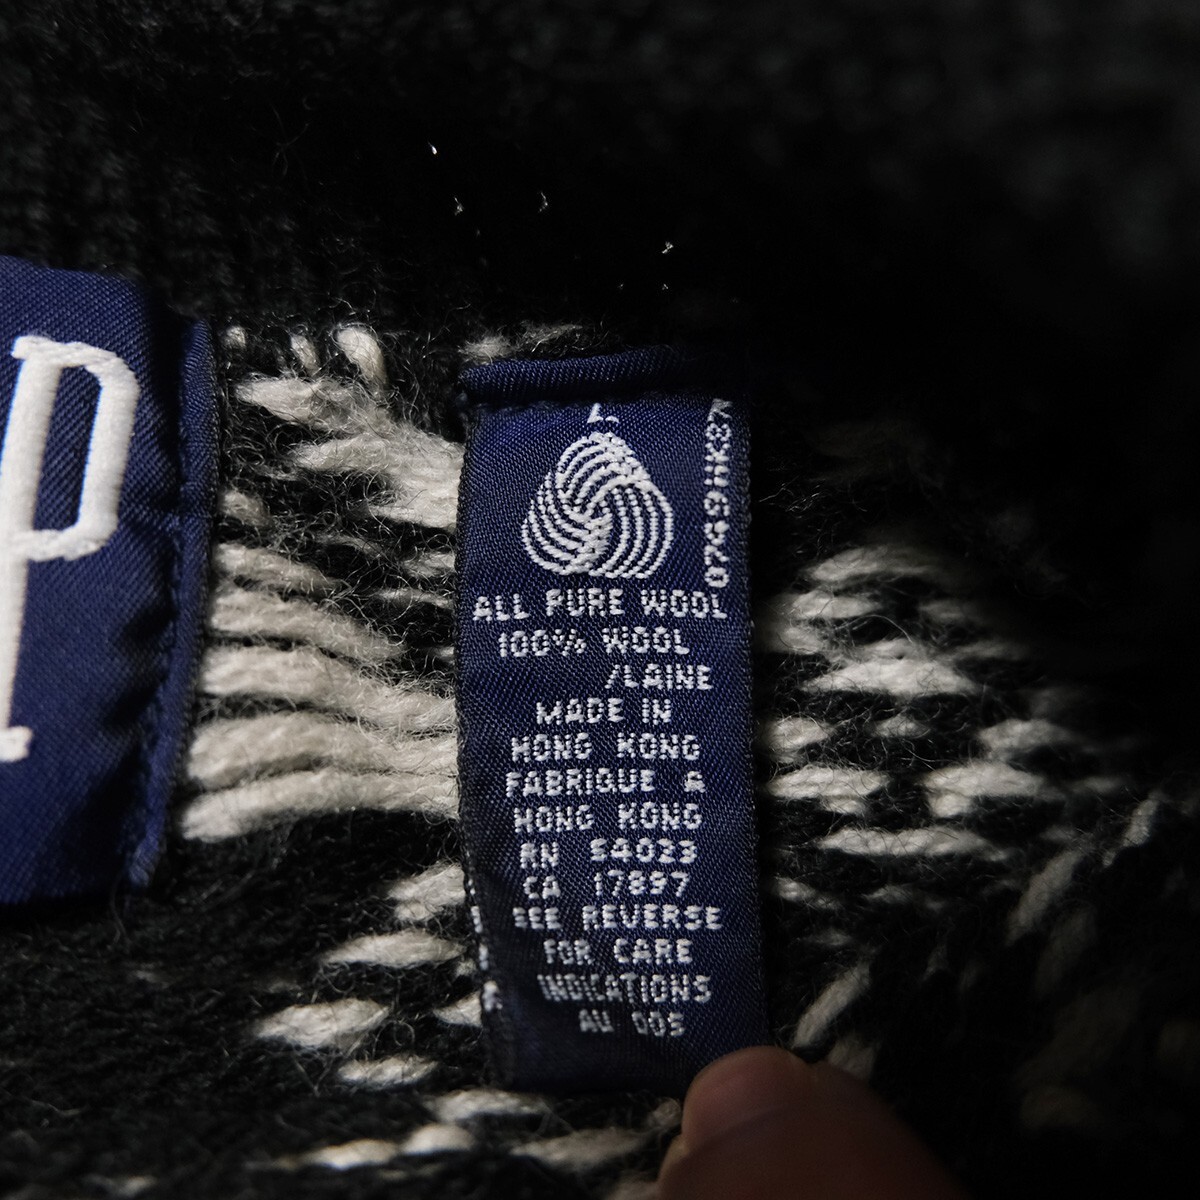 P
L
ALL PURE WOOL
100% WOOL
/LAINE
MADE IN
HONG KONG
FABRIQUE A
HONG KONG
RN 54023
CA 17897
SEE REVERSE
FOR CARE
INDICATIONS
AU DOS